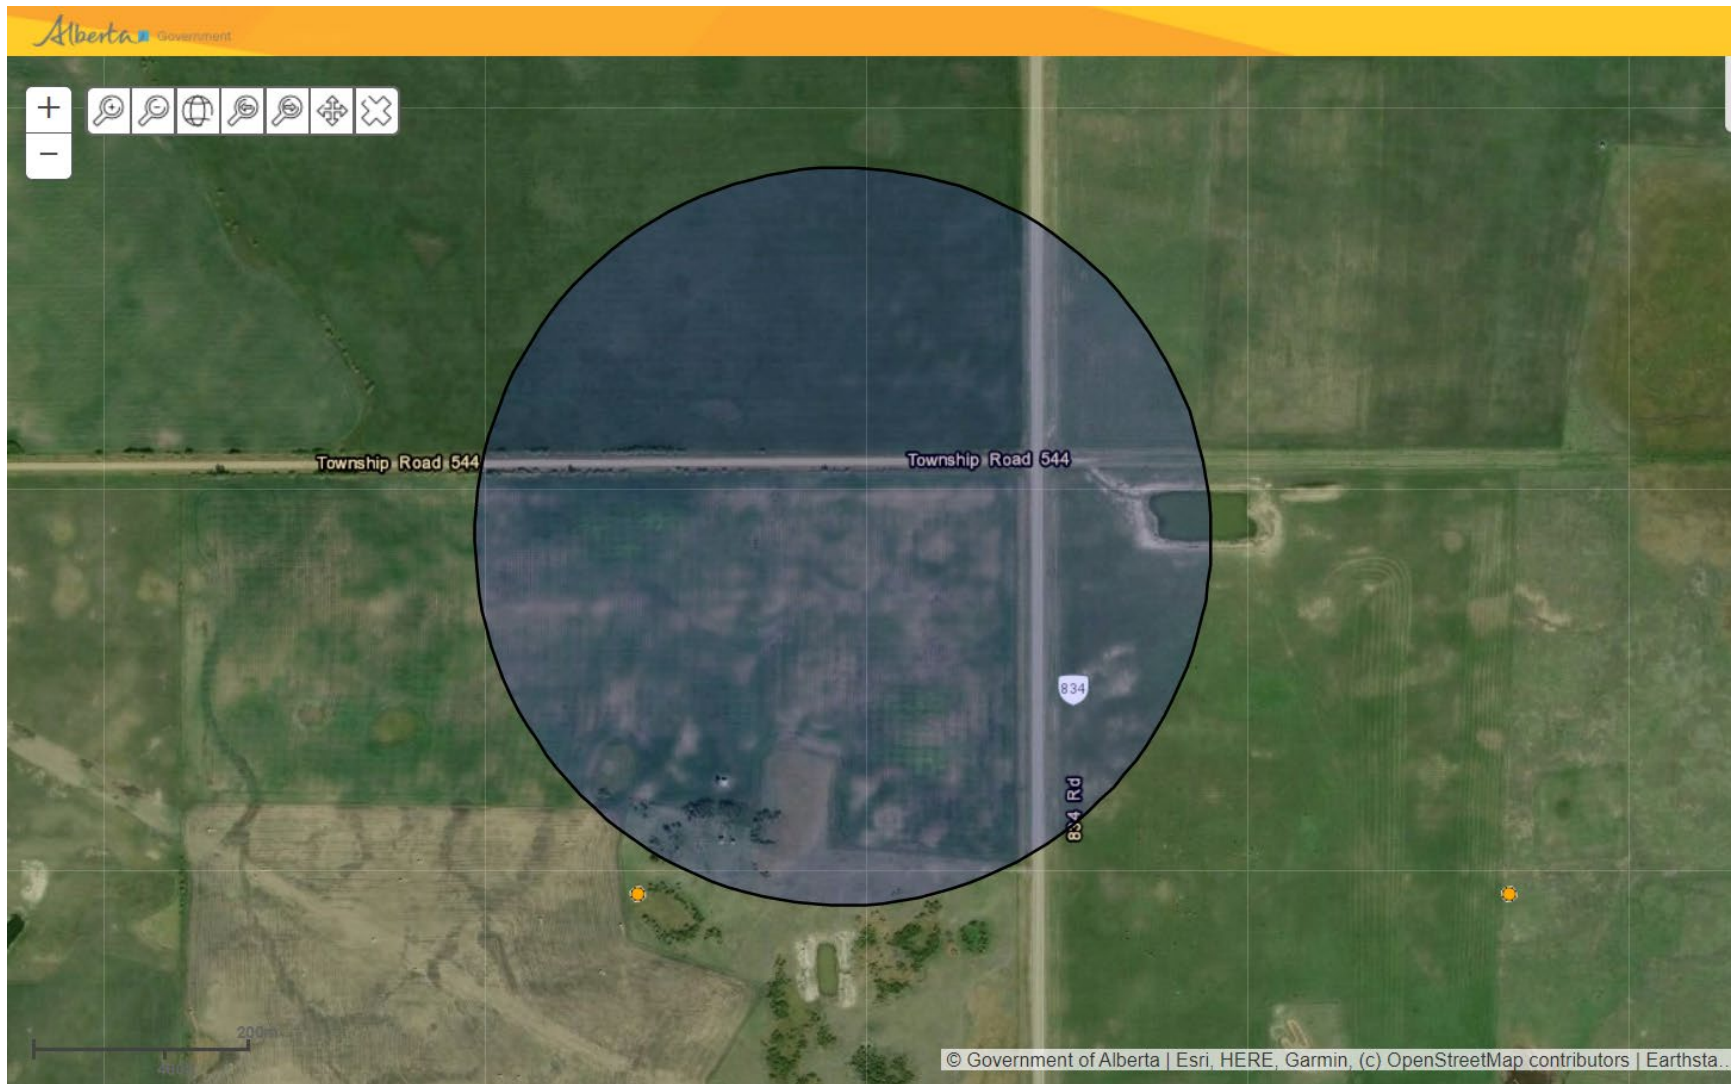 Alberta Government
+
−
Township Road 544
Township Road 544
834
834 Rd
200m
© Government of Alberta | Esri, HERE, Garmin, (c) OpenStreetMap contributors | Earthsta...